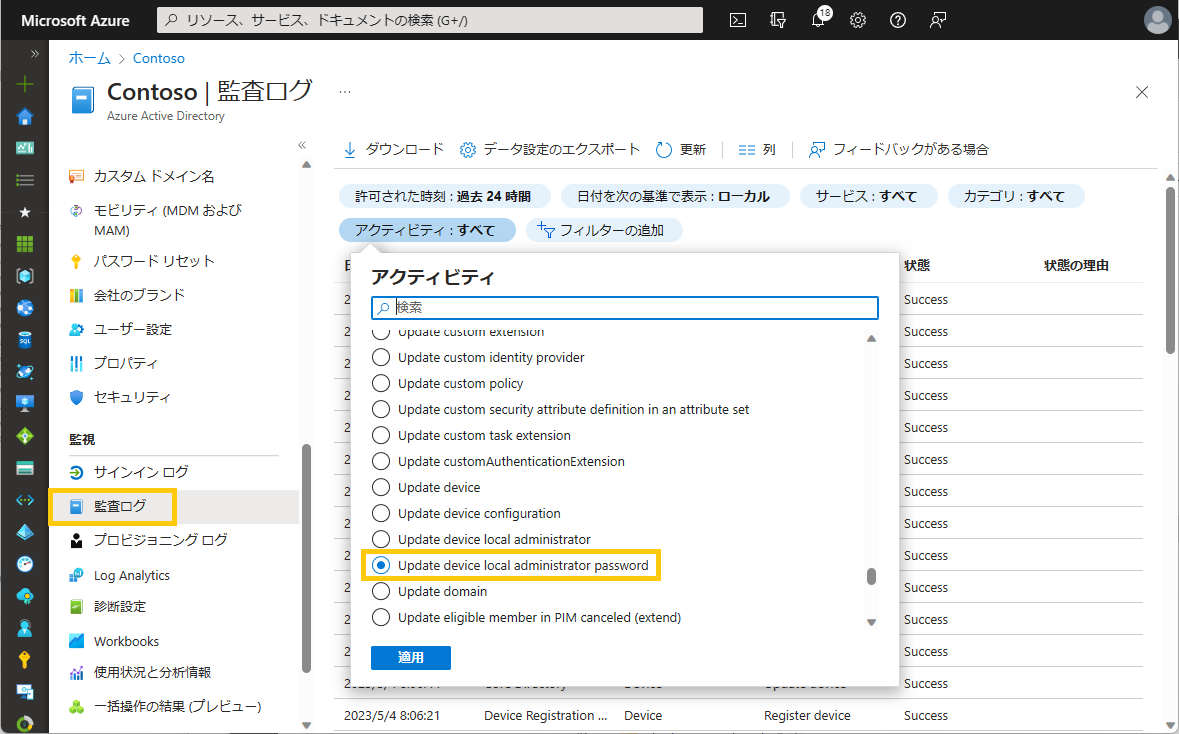 Microsoft Azure
リソース、サービス、ドキュメントの検索 (G+/)
18
ホーム > Contoso
Contoso | 監査ログ ...
Azure Active Directory
カスタム ドメイン名
モビリティ (MDM および
MAM)
パスワード リセット
会社のブランド
ユーザー設定
プロパティ
セキュリティ
監視
サインイン ログ
監査ログ
プロビジョニング ログ
Log Analytics
診断設定
Workbooks
使用状況と分析情報
一括操作の結果 (プレビュー)
ダウンロード データ設定のエクスポート 更新 列 フィードバックがある場合
許可された時刻 : 過去 24 時間 日付を次の基準で表示 : ローカル サービス : すべて カテゴリ : すべて
アクティビティ : すべて フィルターの追加
状態 状態の理由
アクティビティ
検索
Update custom extension
Update custom identity provider
Update custom policy
Update custom security attribute definition in an attribute set
Update custom task extension
Update customAuthenticationExtension
Update device
Update device configuration
Update device local administrator
Update device local administrator password
Update domain
Update eligible member in PIM canceled (extend)
適用
Success
Success
Success
Success
Success
Success
Success
Success
Success
Success
Success
Success
Success
2023/5/4 8:06:21 Device Registration ... Device Register device Success